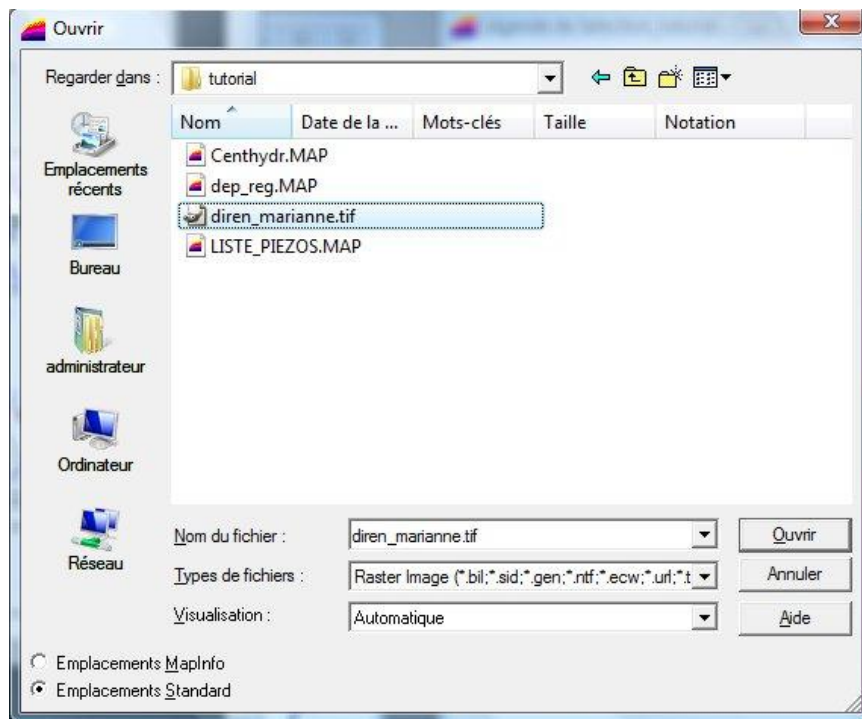 Ouvrir
Regarder dans : tutorial
Nom Date de la ... Mots-clés Taille Notation
Centhydr.MAP
dep_reg.MAP
diren_marianne.tif
LISTE_PIEZOS.MAP
Emplacements
récents
Bureau
administrateur
Ordinateur
Réseau
Nom du fichier : diren_marianne.tif Ouvrir
Types de fichiers : Raster Image (*.bil;*.sid;*.gen;*.ntf;*.ecw;*.url;*.t Annuler
Visualisation : Automatique Aide
Emplacements MapInfo
Emplacements Standard